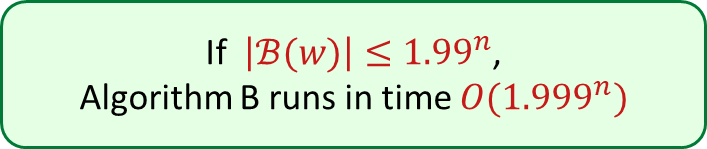 If |ℬ(w)| ≤ 1.99ⁿ,
Algorithm B runs in time O(1.999ⁿ)